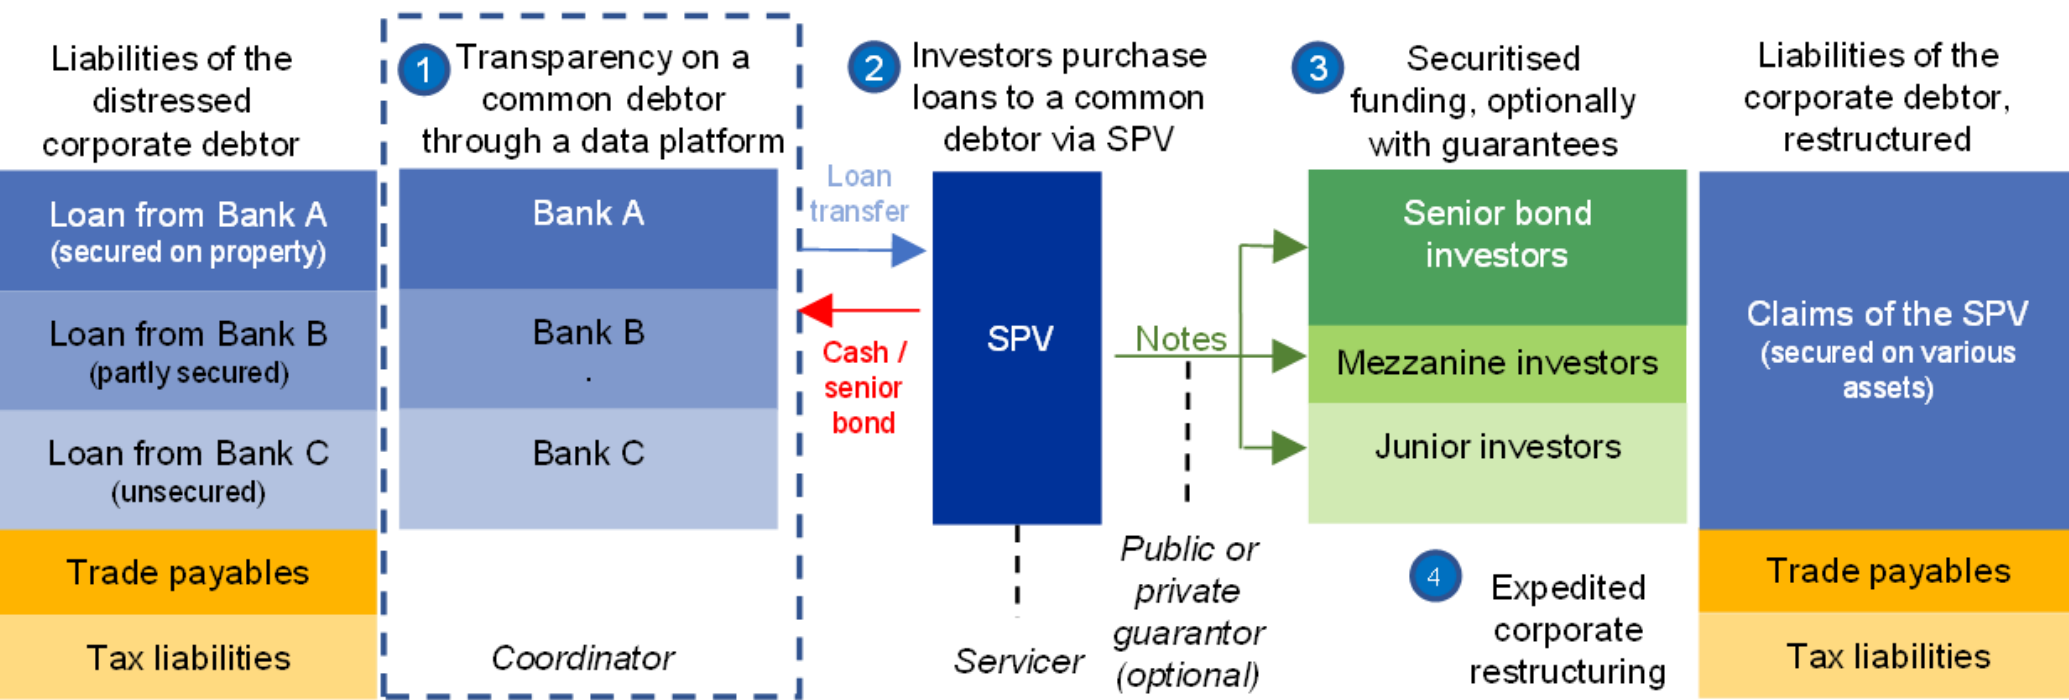 Liabilities of the
distressed
corporate debtor
Loan from Bank A
(secured on property)
Loan from Bank B
(partly secured)
Loan from Bank C
(unsecured)
Trade payables
Tax liabilities
1
Transparency on a
common debtor
through a data platform
Bank A
Bank B
.
Bank C
Coordinator
Loan
transfer
Cash /
senior
bond
2
Investors purchase
loans to a common
debtor via SPV
SPV
Servicer
Notes
Public or
private
guarantor
(optional)
3
Securitised
funding, optionally
with guarantees
Senior bond
investors
Mezzanine investors
Junior investors
4
Expedited
corporate
restructuring
Liabilities of the
corporate debtor,
restructured
Claims of the SPV
(secured on various
assets)
Trade payables
Tax liabilities